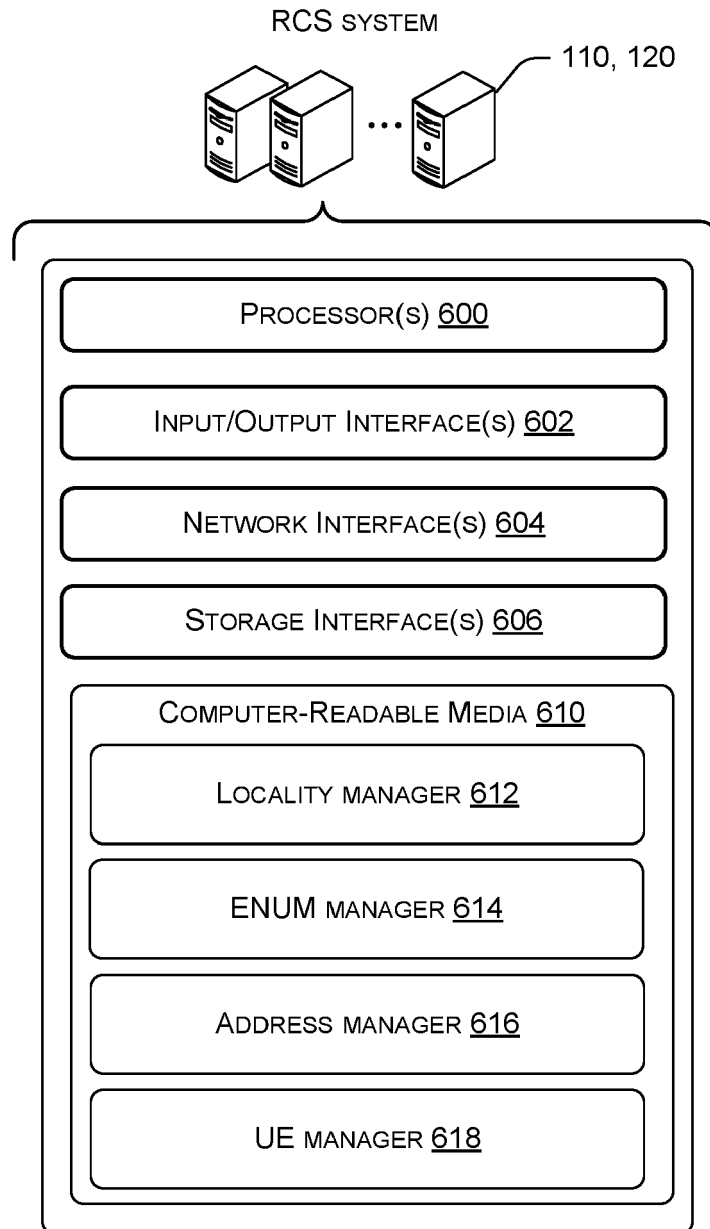 RCS SYSTEM
110, 120
PROCESSOR(S) 600
INPUT/OUTPUT INTERFACE(S) 602
NETWORK INTERFACE(S) 604
STORAGE INTERFACE(S) 606
COMPUTER-READABLE MEDIA 610
LOCALITY MANAGER 612
ENUM MANAGER 614
ADDRESS MANAGER 616
UE MANAGER 618